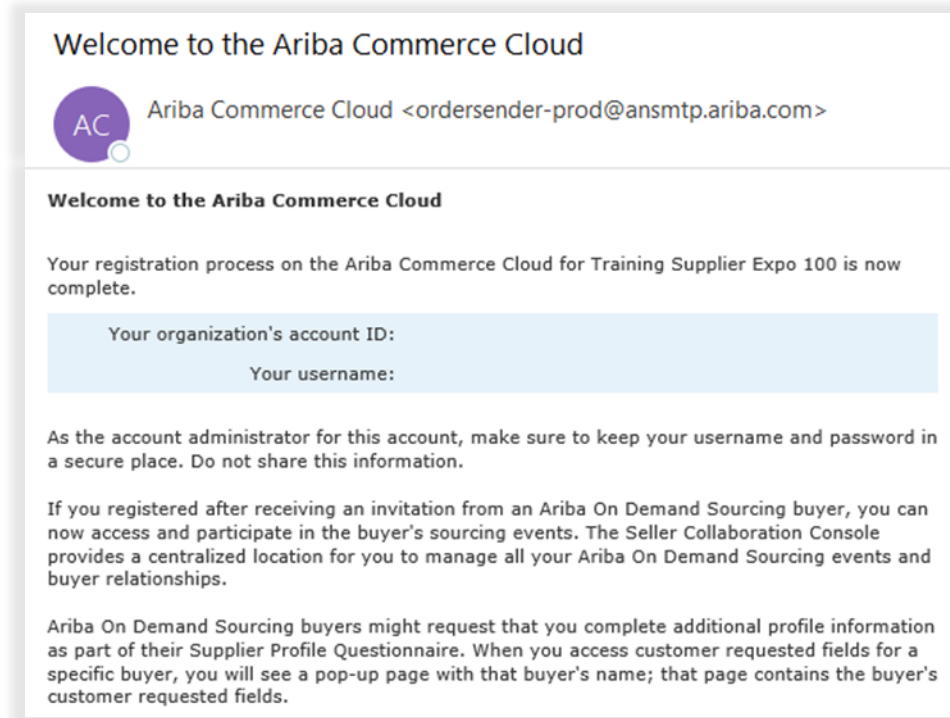 Welcome to the Ariba Commerce Cloud
AC
Ariba Commerce Cloud <ordersender-prod@ansmtp.ariba.com>
Welcome to the Ariba Commerce Cloud
Your registration process on the Ariba Commerce Cloud for Training Supplier Expo 100 is now
complete.
Your organization's account ID:
Your username:
As the account administrator for this account, make sure to keep your username and password in
a secure place. Do not share this information.
If you registered after receiving an invitation from an Ariba On Demand Sourcing buyer, you can
now access and participate in the buyer's sourcing events. The Seller Collaboration Console
provides a centralized location for you to manage all your Ariba On Demand Sourcing events and
buyer relationships.
Ariba On Demand Sourcing buyers might request that you complete additional profile information
as part of their Supplier Profile Questionnaire. When you access customer requested fields for a
specific buyer, you will see a pop-up page with that buyer's name; that page contains the buyer's
customer requested fields.